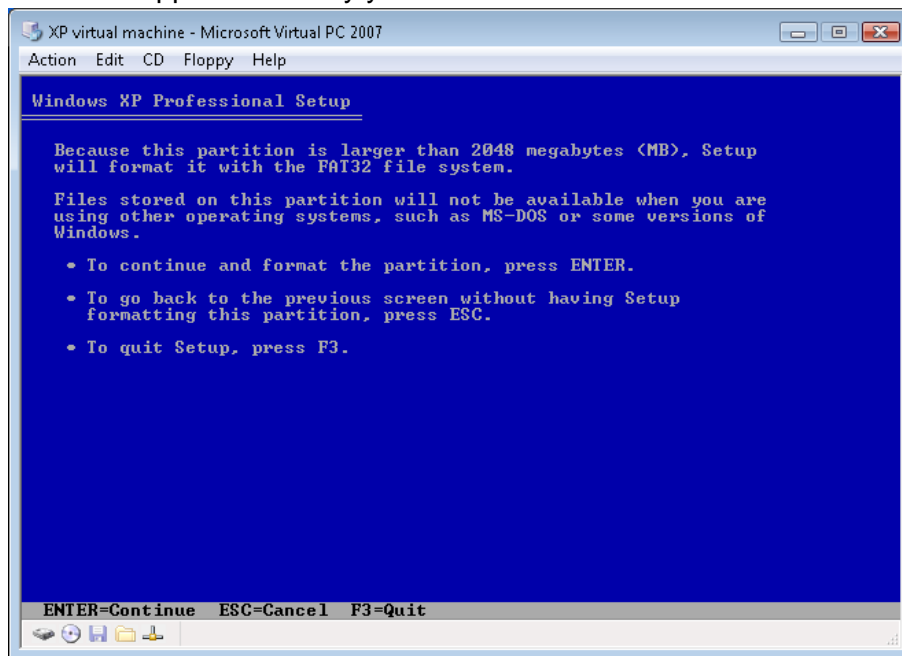 XP virtual machine - Microsoft Virtual PC 2007
Action Edit CD Floppy Help
Windows XP Professional Setup
Because this partition is larger than 2048 megabytes (MB), Setup
will format it with the FAT32 file system.
Files stored on this partition will not be available when you are
using other operating systems, such as MS-DOS or some versions of
Windows.
• To continue and format the partition, press ENTER.
• To go back to the previous screen without having Setup
formatting this partition, press ESC.
• To quit Setup, press F3.
ENTER=Continue ESC=Cancel F3=Quit